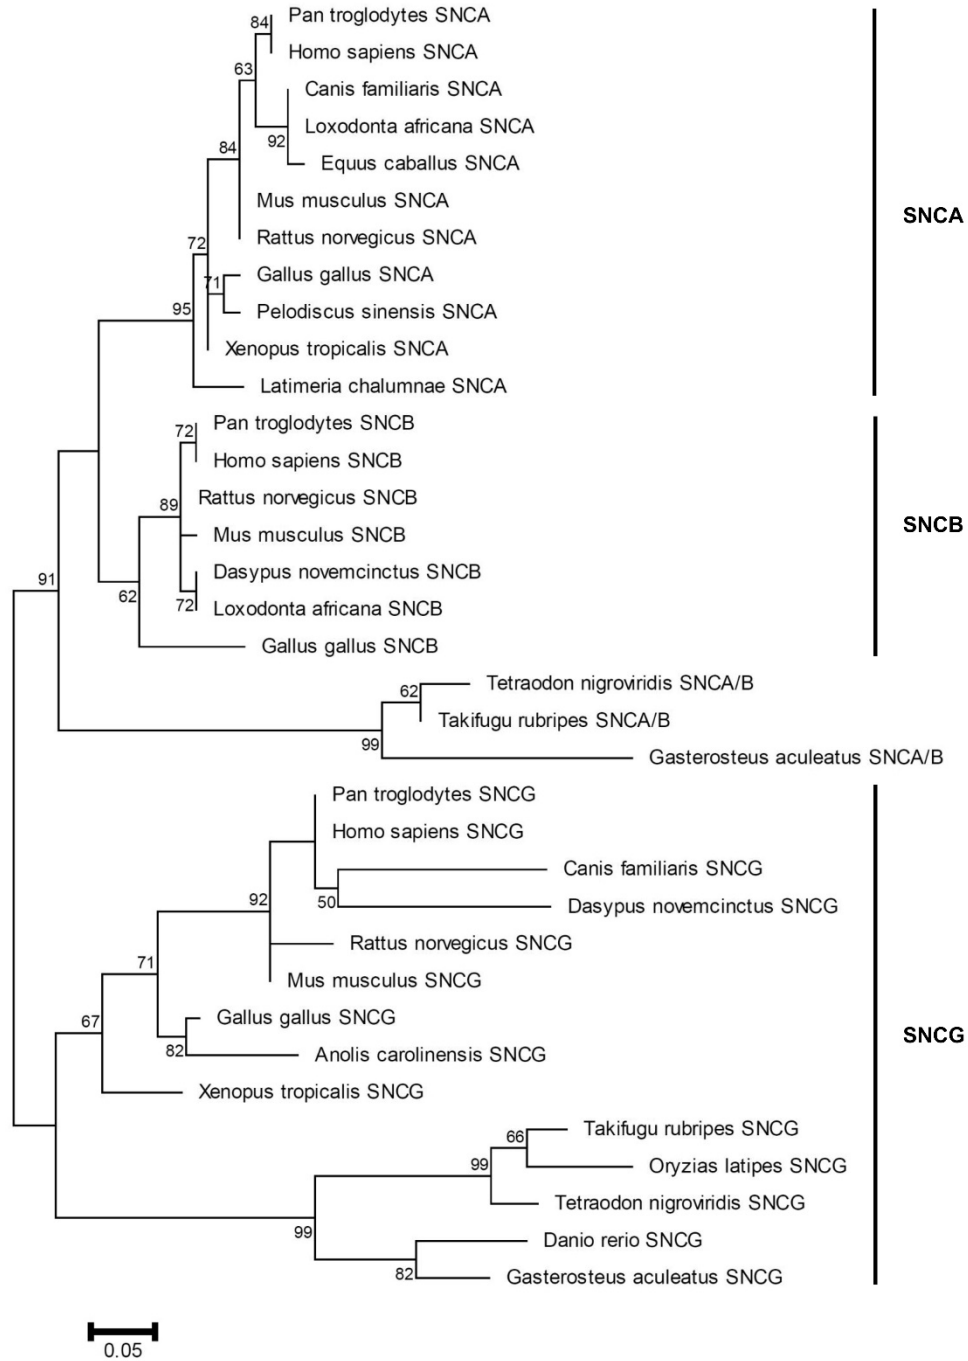 84
Pan troglodytes SNCA
Homo sapiens SNCA
63
Canis familiaris SNCA
Loxodonta africana SNCA
92
84
Equus caballus SNCA
Mus musculus SNCA
SNCA
Rattus norvegicus SNCA
72
Gallus gallus SNCA
71
95
Pelodiscus sinensis SNCA
Xenopus tropicalis SNCA
Latimeria chalumnae SNCA
Pan troglodytes SNCB
72
Homo sapiens SNCB
Rattus norvegicus SNCB
89
SNCB
Mus musculus SNCB
Dasypus novemcinctus SNCB
91
62
72
Loxodonta africana SNCB
Gallus gallus SNCB
Tetraodon nigroviridis SNCA/B
62
Takifugu rubripes SNCA/B
99
Gasterosteus aculeatus SNCA/B
Pan troglodytes SNCG
Homo sapiens SNCG
Canis familiaris SNCG
92
50
Dasypus novemcinctus SNCG
Rattus norvegicus SNCG
71
Mus musculus SNCG
Gallus gallus SNCG
67
SNCG
82
Anolis carolinensis SNCG
Xenopus tropicalis SNCG
Takifugu rubripes SNCG
66
99
Oryzias latipes SNCG
Tetraodon nigroviridis SNCG
99
Danio rerio SNCG
82
Gasterosteus aculeatus SNCG
0.05